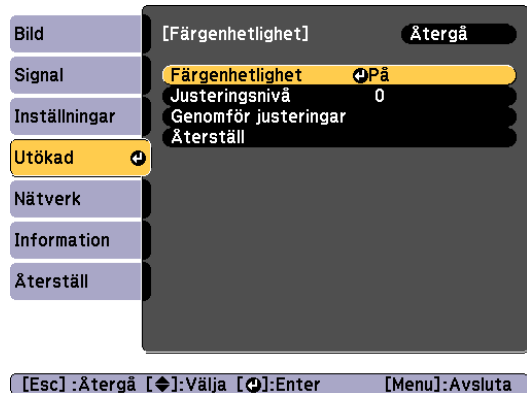 Bild
Signal
Inställningar
Utökad
Nätverk
Information
Återställ
[Färgenhetlighet] Återgå
Färgenhetlighet På
Justeringsnivå 0
Genomför justeringar
Återställ
[Esc] :Återgå [◆]:Välja [↵]:Enter [Menu]:Avsluta